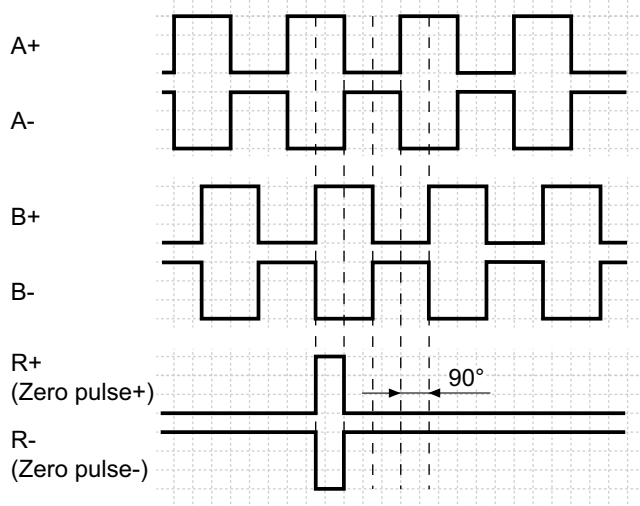 A+
A-
B+
B-
R+
(Zero pulse+)
90°
R-
(Zero pulse-)